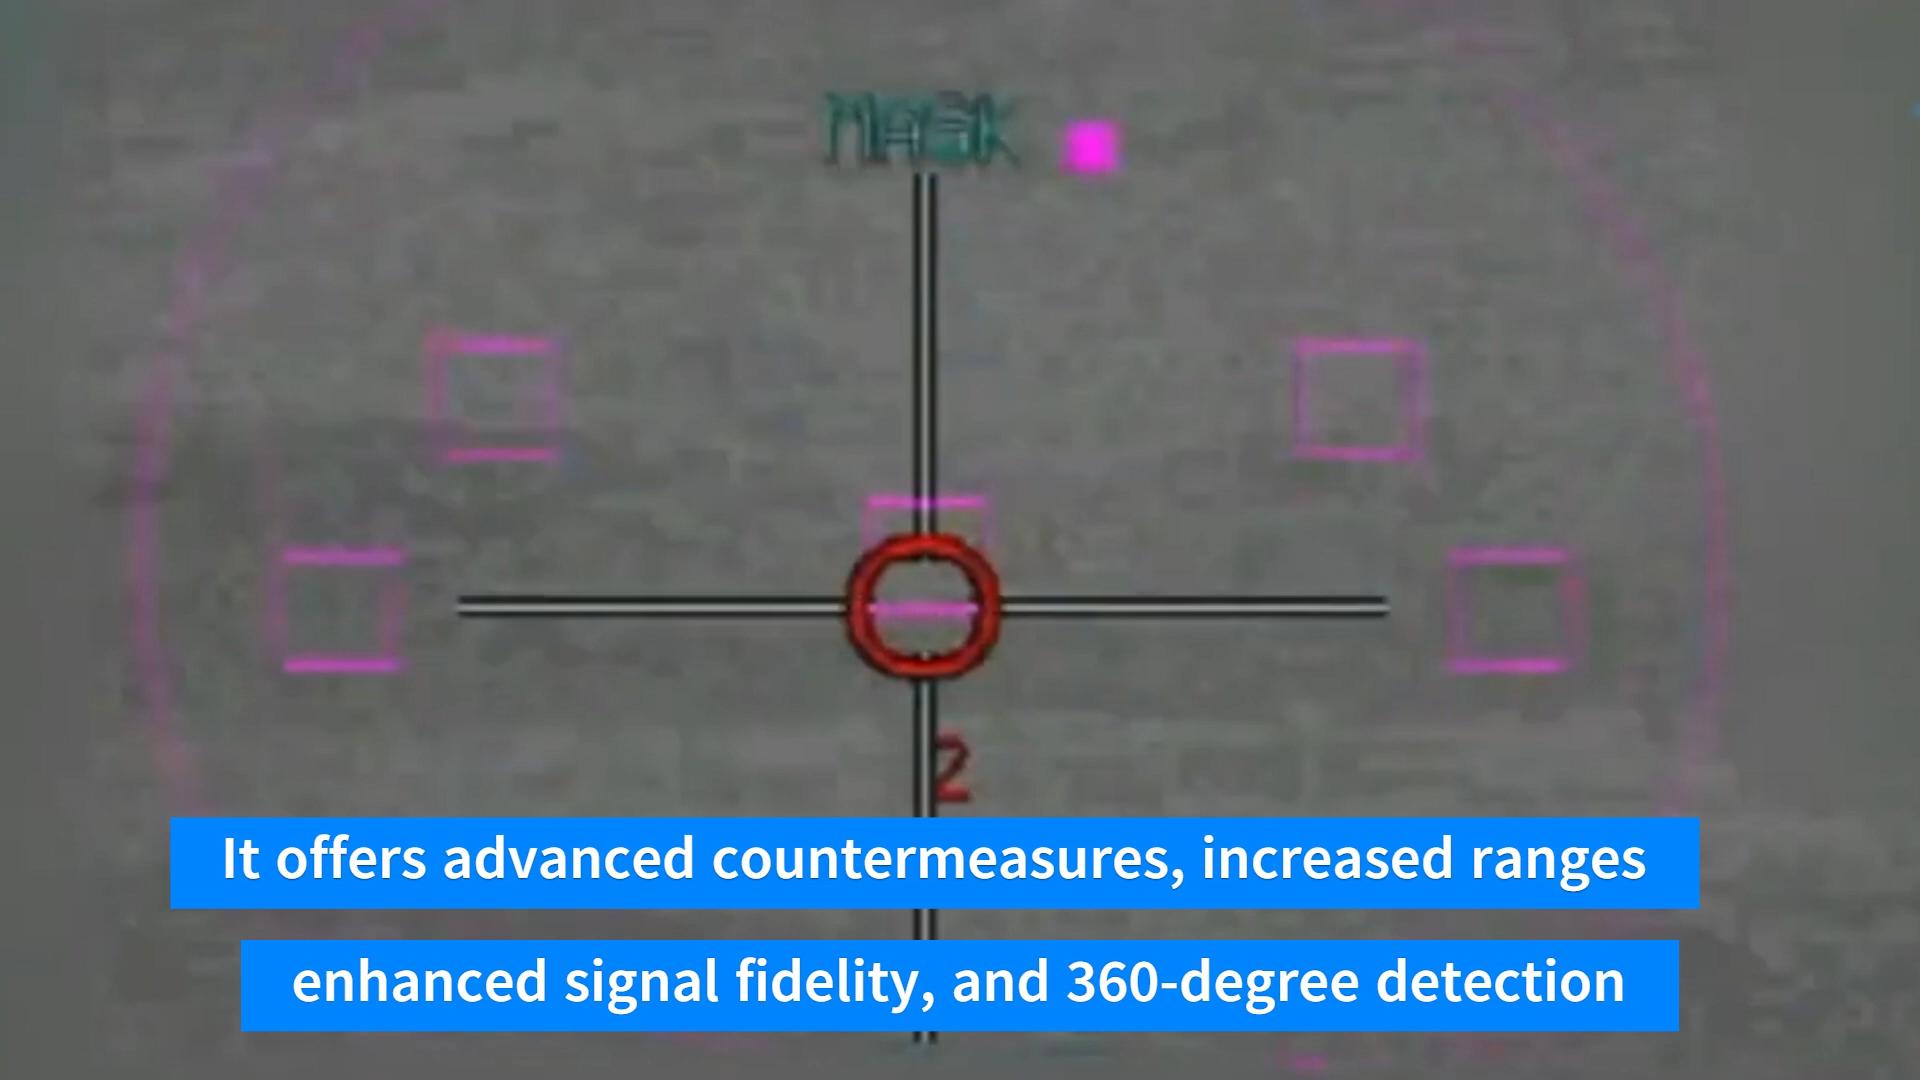 MASK
2
It offers advanced countermeasures, increased ranges
enhanced signal fidelity, and 360-degree detection